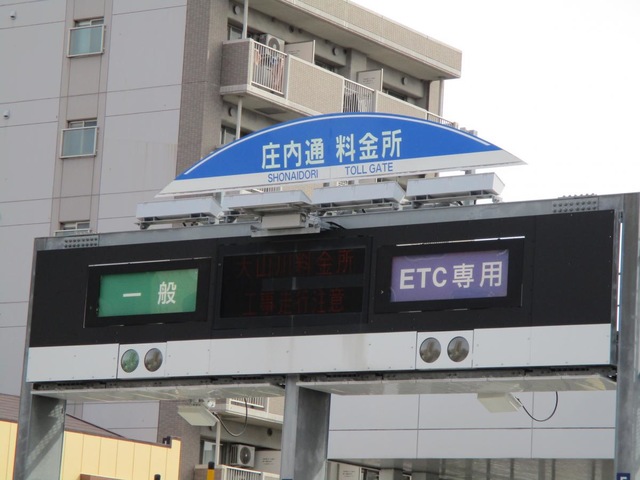 庄内通 料金所
SHONAIDORI TOLL GATE
一般
大山川料金所
ETC専用